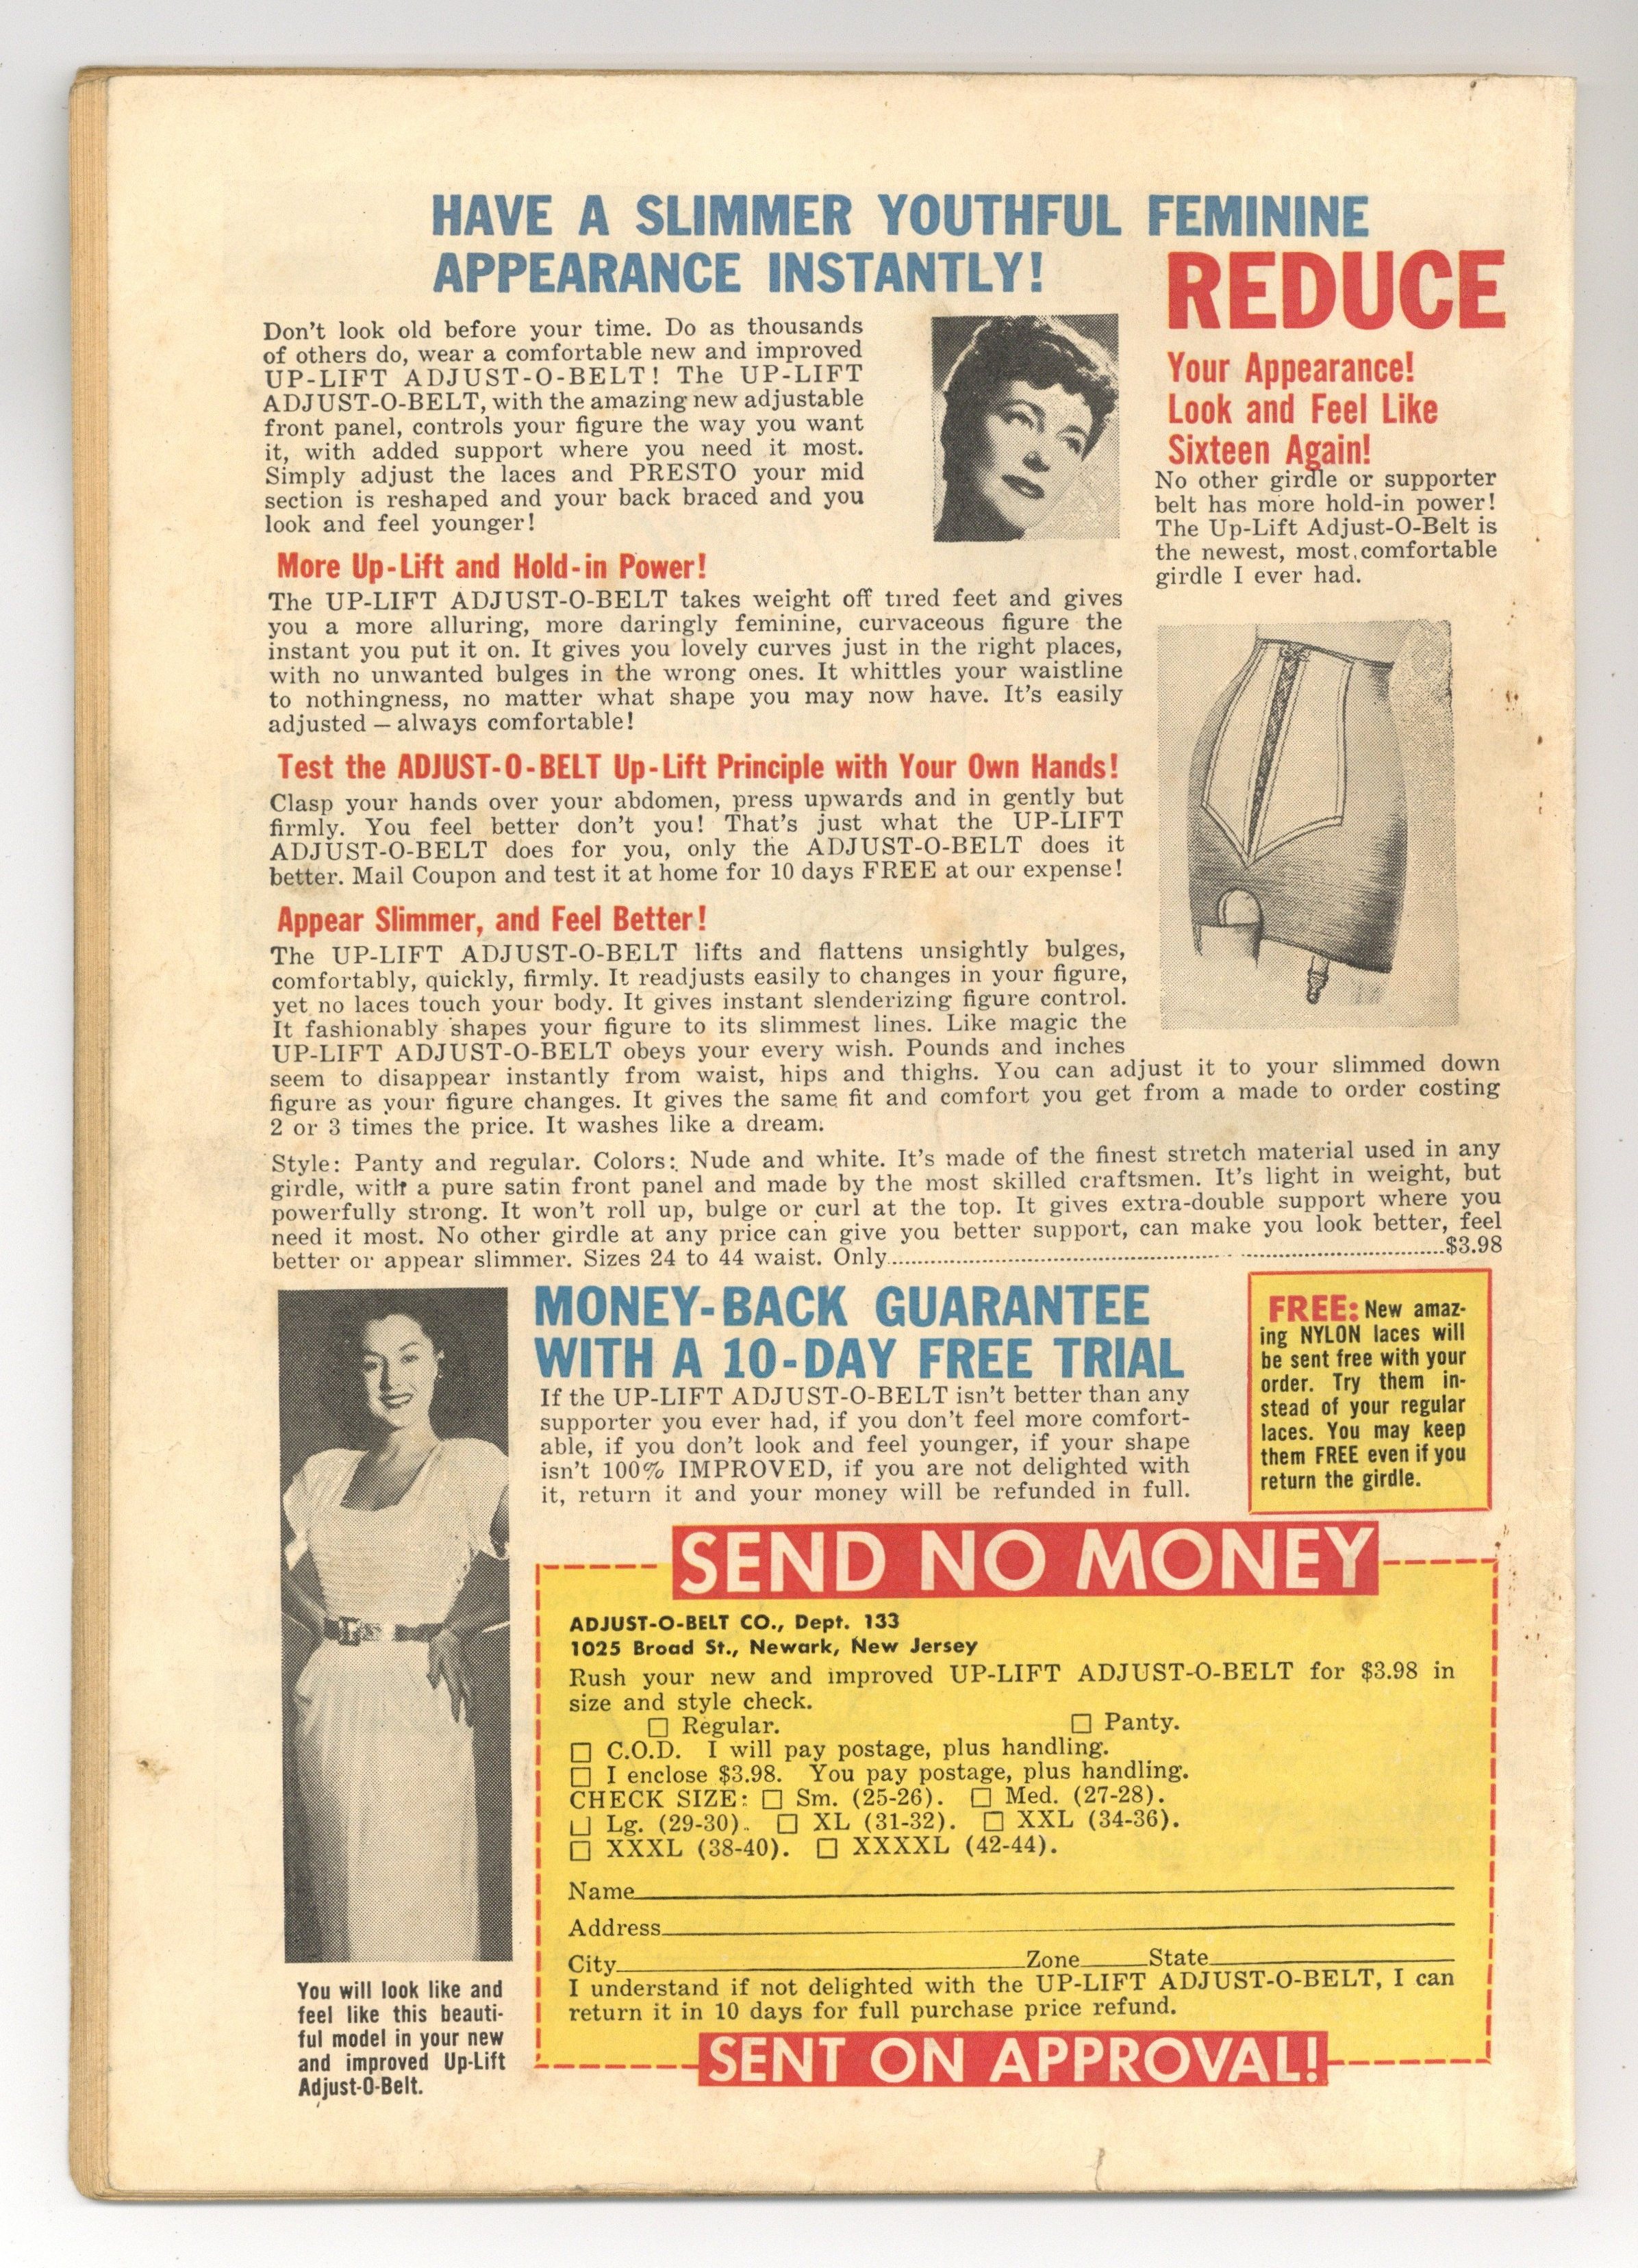 HAVE A SLIMMER YOUTHFUL FEMININE
APPEARANCE INSTANTLY!
Don't look old before your time. Do as thousands
of others do, wear a comfortable new and improved
UP-LIFT ADJUST-O-BELT! The UP-LIFT
ADJUST-O-BELT, with the amazing new adjustable
front panel, controls your figure the way you want
it, with added support where you need it most.
Simply adjust the laces and PRESTO your mid
section is reshaped and your back braced and you
look and feel younger!
REDUCE
Your Appearance!
Look and Feel Like
Sixteen Again!
No other girdle or supporter
belt has more hold-in power!
The Up-Lift Adjust-O-Belt is
the newest, most comfortable
girdle I ever had.
More Up-Lift and Hold-in Power!
The UP-LIFT ADJUST-O-BELT takes weight off tired feet and gives
you a more alluring, more daringly feminine, curvaceous figure the
instant you put it on. It gives you lovely curves just in the right places,
with no unwanted bulges in the wrong ones. It whittles your waistline
to nothingness, no matter what shape you may now have. It's easily
adjusted — always comfortable!
Test the ADJUST-O-BELT Up-Lift Principle with Your Own Hands!
Clasp your hands over your abdomen, press upwards and in gently but
firmly. You feel better don't you! That's just what the UP-LIFT
ADJUST-O-BELT does for you, only the ADJUST-O-BELT does it
better. Mail Coupon and test it at home for 10 days FREE at our expense!
Appear Slimmer, and Feel Better!
The UP-LIFT ADJUST-O-BELT lifts and flattens unsightly bulges,
comfortably, quickly, firmly. It readjusts easily to changes in your figure,
yet no laces touch your body. It gives instant slenderizing figure control.
It fashionably shapes your figure to its slimmest lines. Like magic the
UP-LIFT ADJUST-O-BELT obeys your every wish. Pounds and inches
seem to disappear instantly from waist, hips and thighs. You can adjust it to your slimmed down
figure as your figure changes. It gives the same fit and comfort you get from a made to order costing
2 or 3 times the price. It washes like a dream.
Style: Panty and regular. Colors: Nude and white. It's made of the finest stretch material used in any
girdle, with a pure satin front panel and made by the most skilled craftsmen. It's light in weight, but
powerfully strong. It won't roll up, bulge or curl at the top. It gives extra-double support where you
need it most. No other girdle at any price can give you better support, can make you look better, feel
better or appear slimmer. Sizes 24 to 44 waist. Only........$3.98
MONEY-BACK GUARANTEE
WITH A 10-DAY FREE TRIAL
If the UP-LIFT ADJUST-O-BELT isn't better than any
supporter you ever had, if you don't feel more comfort-
able, if you don't look and feel younger, if your shape
isn't 100% IMPROVED, if you are not delighted with
it, return it and your money will be refunded in full.
FREE: New amaz-
ing NYLON laces will
be sent free with your
order. Try them in-
stead of your regular
laces. You may keep
them FREE even if you
return the girdle.
You will look like and
feel like this beauti-
ful model in your new
and improved Up-Lift
Adjust-O-Belt.
SEND NO MONEY
ADJUST-O-BELT CO., Dept. 133
1025 Broad St., Newark, New Jersey
Rush your new and improved UP-LIFT ADJUST-O-BELT for $3.98 in
size and style check.
☐ Regular. ☐ Panty.
☐ C.O.D. I will pay postage, plus handling.
☐ I enclose $3.98. You pay postage, plus handling.
CHECK SIZE: ☐ Sm. (25-26). ☐ Med. (27-28).
☐ Lg. (29-30). ☐ XL (31-32). ☐ XXL (34-36).
☐ XXXL (38-40). ☐ XXXXL (42-44).
Name
Address
City Zone State
I understand if not delighted with the UP-LIFT ADJUST-O-BELT, I can
return it in 10 days for full purchase price refund.
SENT ON APPROVAL!